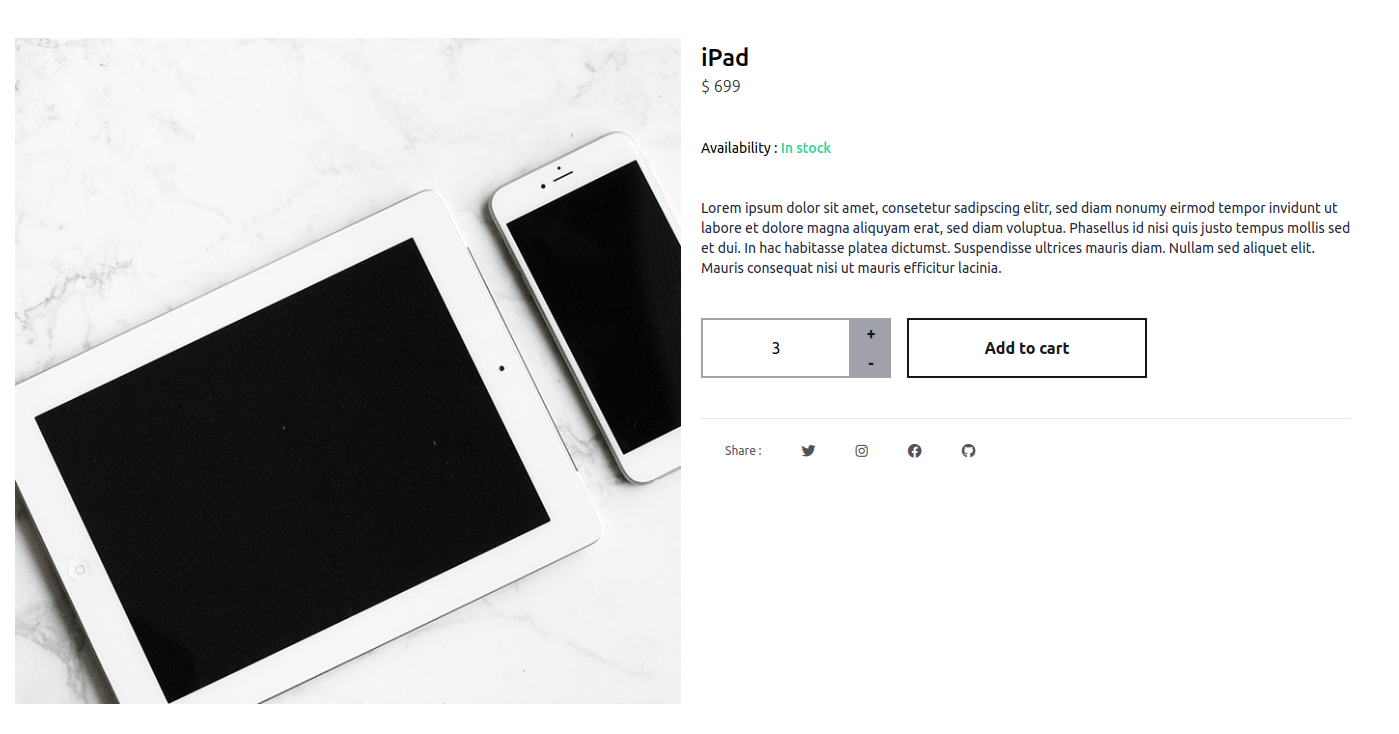 iPad
$ 699
Availability : In stock
Lorem ipsum dolor sit amet, consetetur sadipscing elitr, sed diam nonumy eirmod tempor invidunt ut
labore et dolore magna aliquyam erat, sed diam voluptua. Phasellus id nisi quis justo tempus mollis sed
et dui. In hac habitasse platea dictumst. Suspendisse ultrices mauris diam. Nullam sed aliquet elit.
Mauris consequat nisi ut mauris efficitur lacinia.
3
+
-
Add to cart
Share :